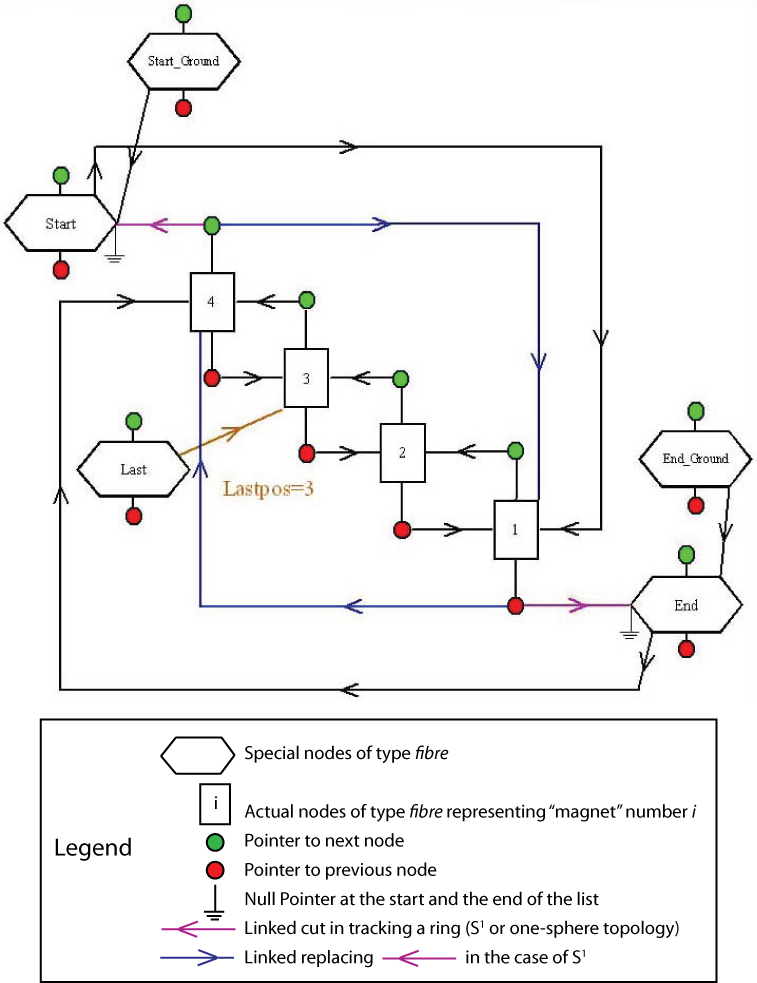 Start_Ground
Start
4
3
Last
Lastpos=3
2
End_Ground
1
End
Legend
Special nodes of type fibre
i
Actual nodes of type fibre representing “magnet” number i
Pointer to next node
Pointer to previous node
Null Pointer at the start and the end of the list
Linked cut in tracking a ring (S¹ or one-sphere topology)
Linked replacing in the case of S¹